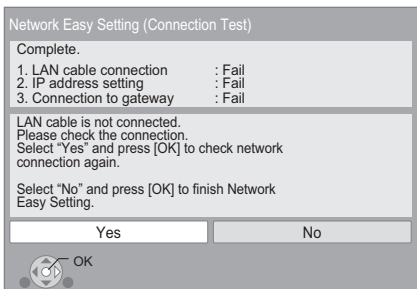 Network Easy Setting (Connection Test)
Complete.
1. LAN cable connection : Fail
2. IP address setting : Fail
3. Connection to gateway : Fail
LAN cable is not connected.
Please check the connection.
Select “Yes” and press [OK] to check network
connection again.
Select “No” and press [OK] to finish Network
Easy Setting.
Yes No
OK